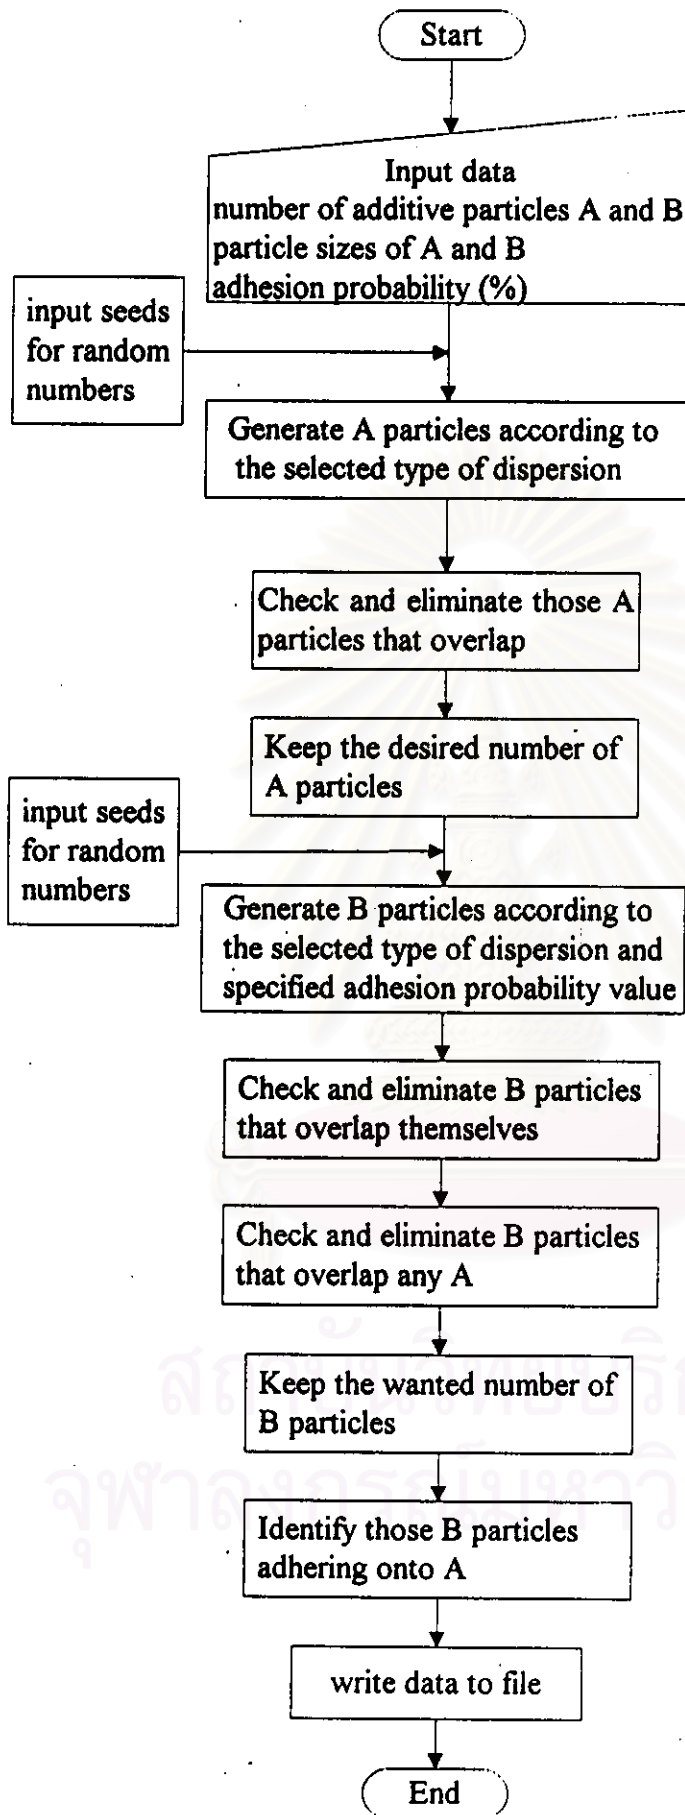 Start
Input data
number of additive particles A and B
particle sizes of A and B
adhesion probability (%)
input seeds
for random
numbers
Generate A particles according to
the selected type of dispersion
Check and eliminate those A
particles that overlap
Keep the desired number of
A particles
input seeds
for random
numbers
Generate B particles according to
the selected type of dispersion and
specified adhesion probability value
Check and eliminate B particles
that overlap themselves
Check and eliminate B particles
that overlap any A
Keep the wanted number of
B particles
Identify those B particles
adhering onto A
write data to file
End